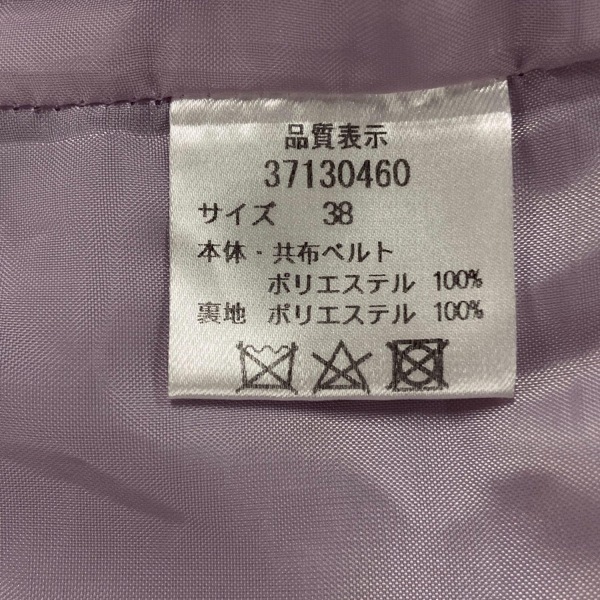 品質表示
37130460
サイズ 38
本体・共布ベルト
ポリエステル 100%
裏地 ポリエステル 100%